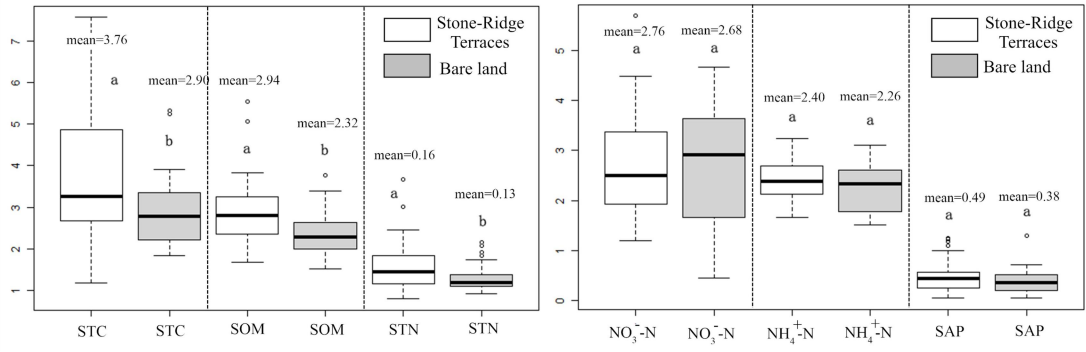 Stone-Ridge
Terraces
Bare land
mean=3.76
mean=2.90
mean=2.94
mean=2.32
mean=0.16
mean=0.13
a
b
a
b
a
b
7
6
5
4
3
2
1
STC
STC
SOM
SOM
STN
STN
Stone-Ridge
Terraces
Bare land
mean=2.76
mean=2.68
mean=2.40
mean=2.26
mean=0.49
mean=0.38
a
a
a
a
a
a
5
4
3
2
1
0
NO₃⁻-N
NO₃⁻-N
NH₄⁺-N
NH₄⁺-N
SAP
SAP